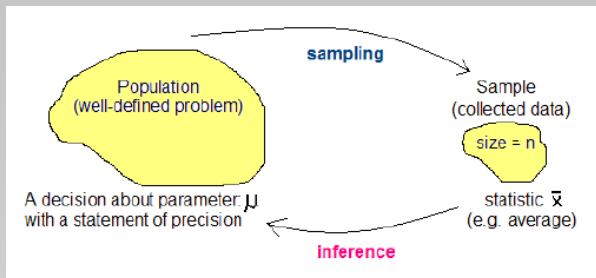 sampling
Population
(well-defined problem)
Sample
(collected data)
size = n
A decision about parameter: μ
with a statement of precision
statistic x̄
(e.g. average)
inference